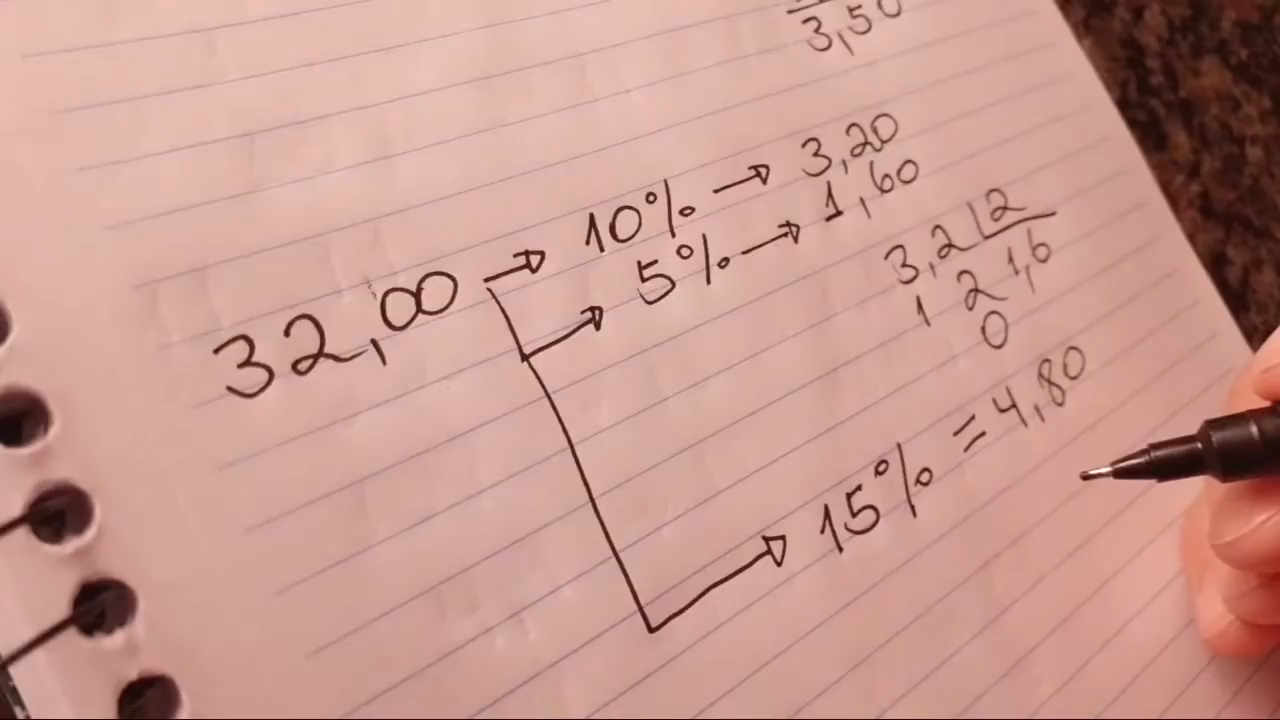 3,50
32,00 → 10% → 3,20
→ 5% → 1,60
3,2 2
1 2 1,6
0
→ 15% = 4,80